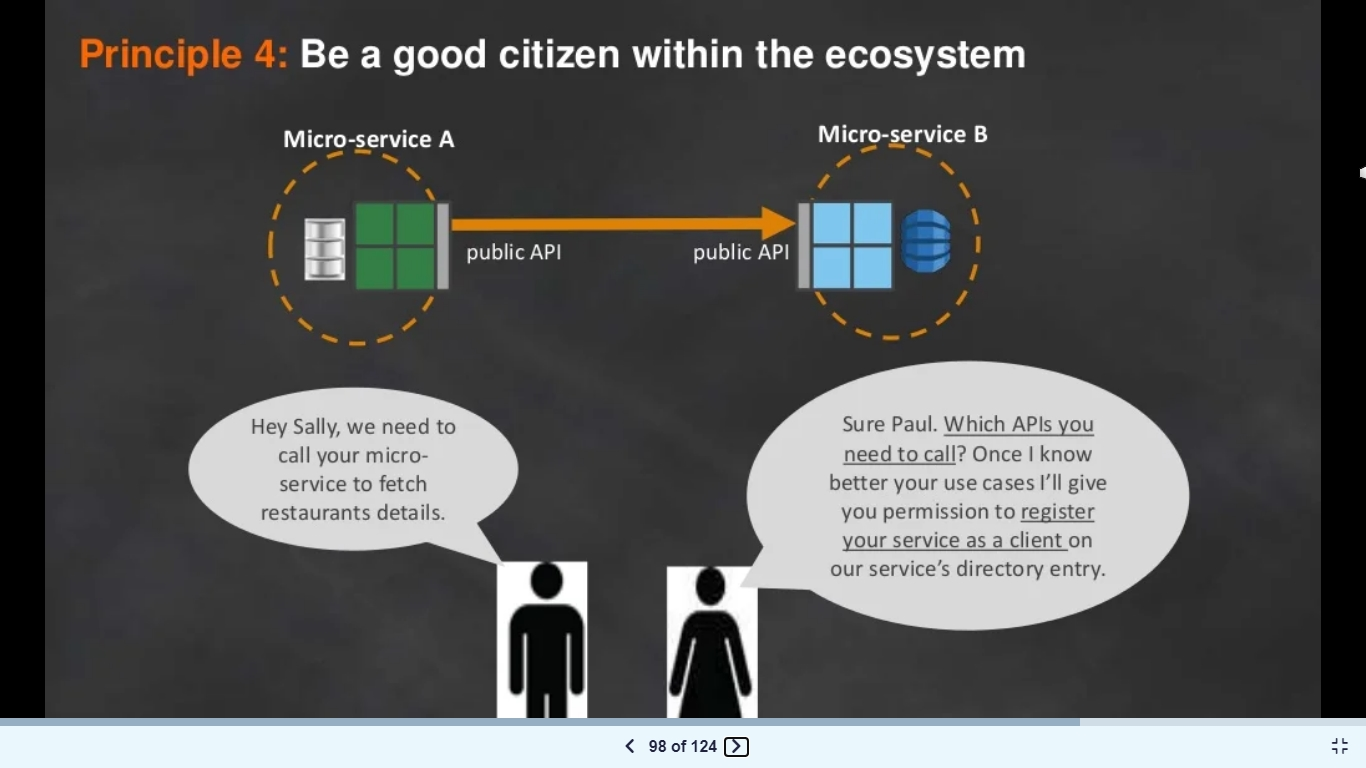 Principle 4: Be a good citizen within the ecosystem
Micro-service A
Micro-service B
public API
public API
Hey Sally, we need to
call your micro-
service to fetch
restaurants details.
Sure Paul. Which APIs you
need to call? Once I know
better your use cases I’ll give
you permission to register
your service as a client on
our service’s directory entry.
98 of 124